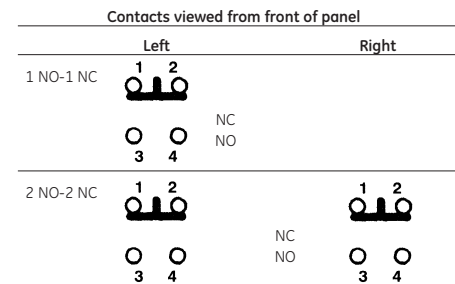 Contacts viewed from front of panel
Left Right
1 NO-1 NC
1 2
NC
NO
3 4
2 NO-2 NC
1 2 1 2
NC
NO
3 4 3 4